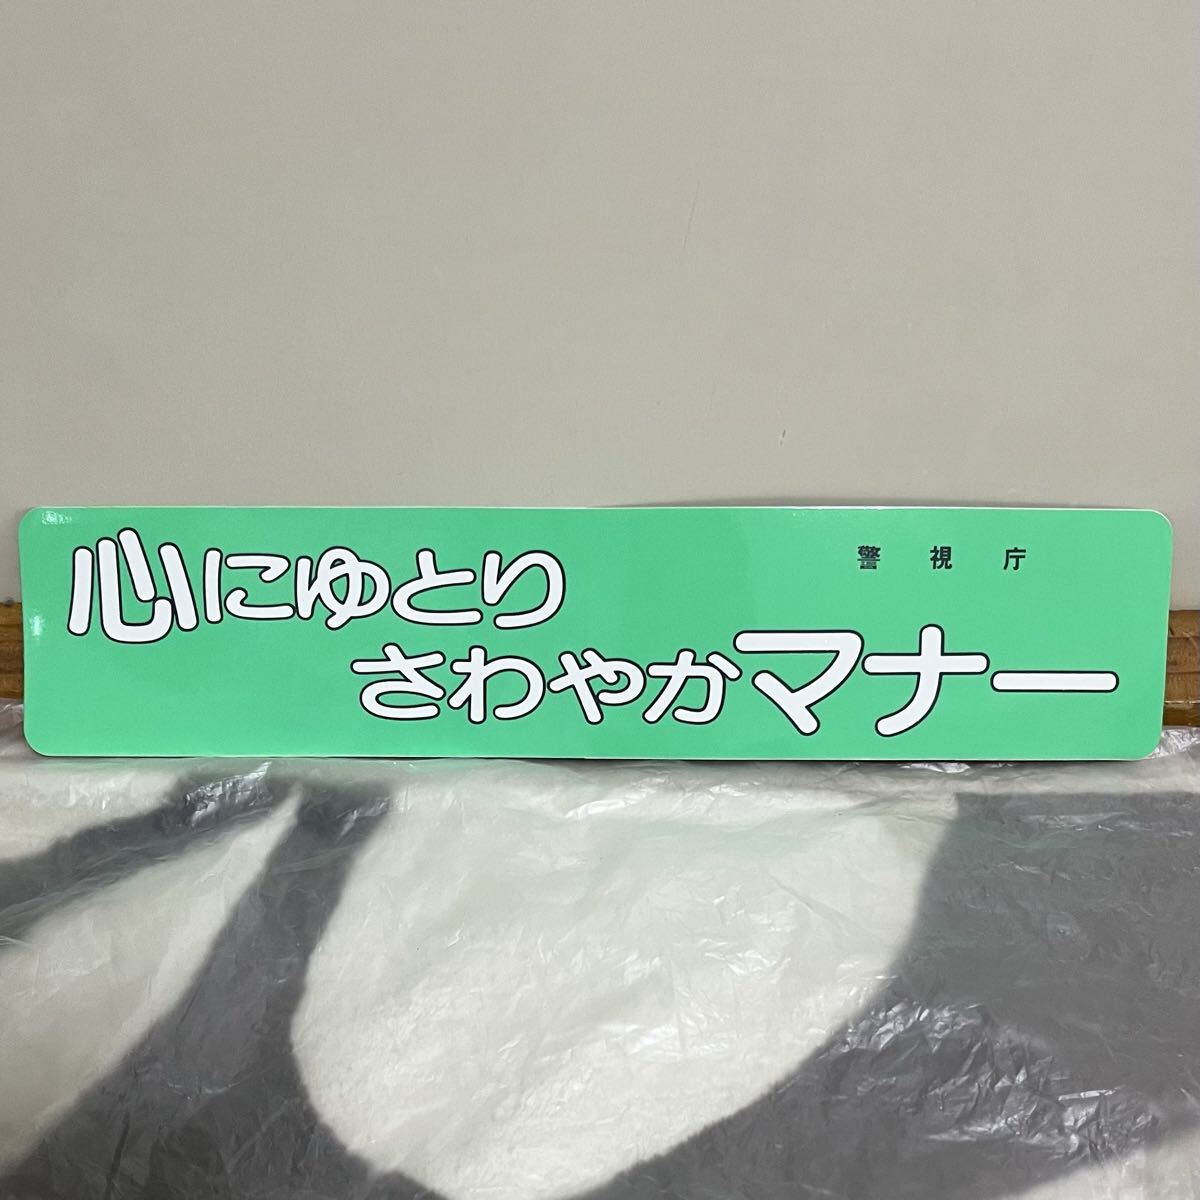 心にゆとり
警視庁
さわやかマナー